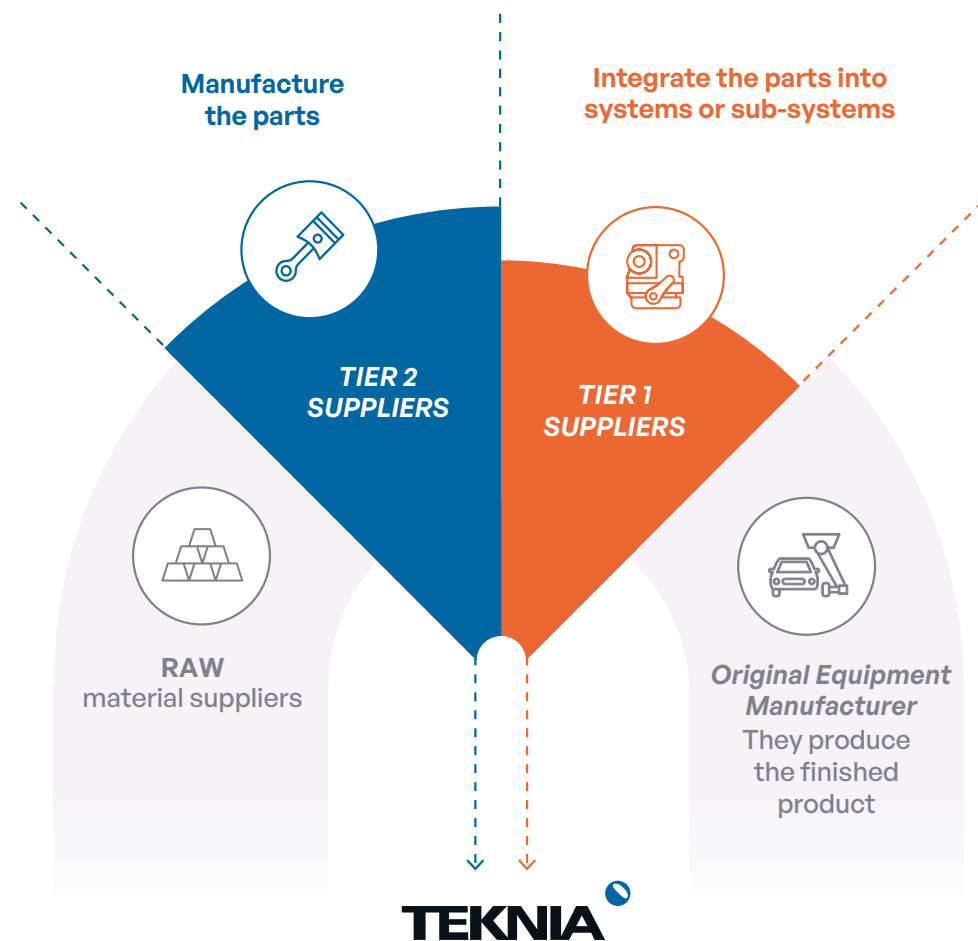 Manufacture
the parts
Integrate the parts into
systems or sub-systems
TIER 2
SUPPLIERS
TIER 1
SUPPLIERS
RAW
material suppliers
Original Equipment
Manufacturer
They produce
the finished
product
TEKNIA